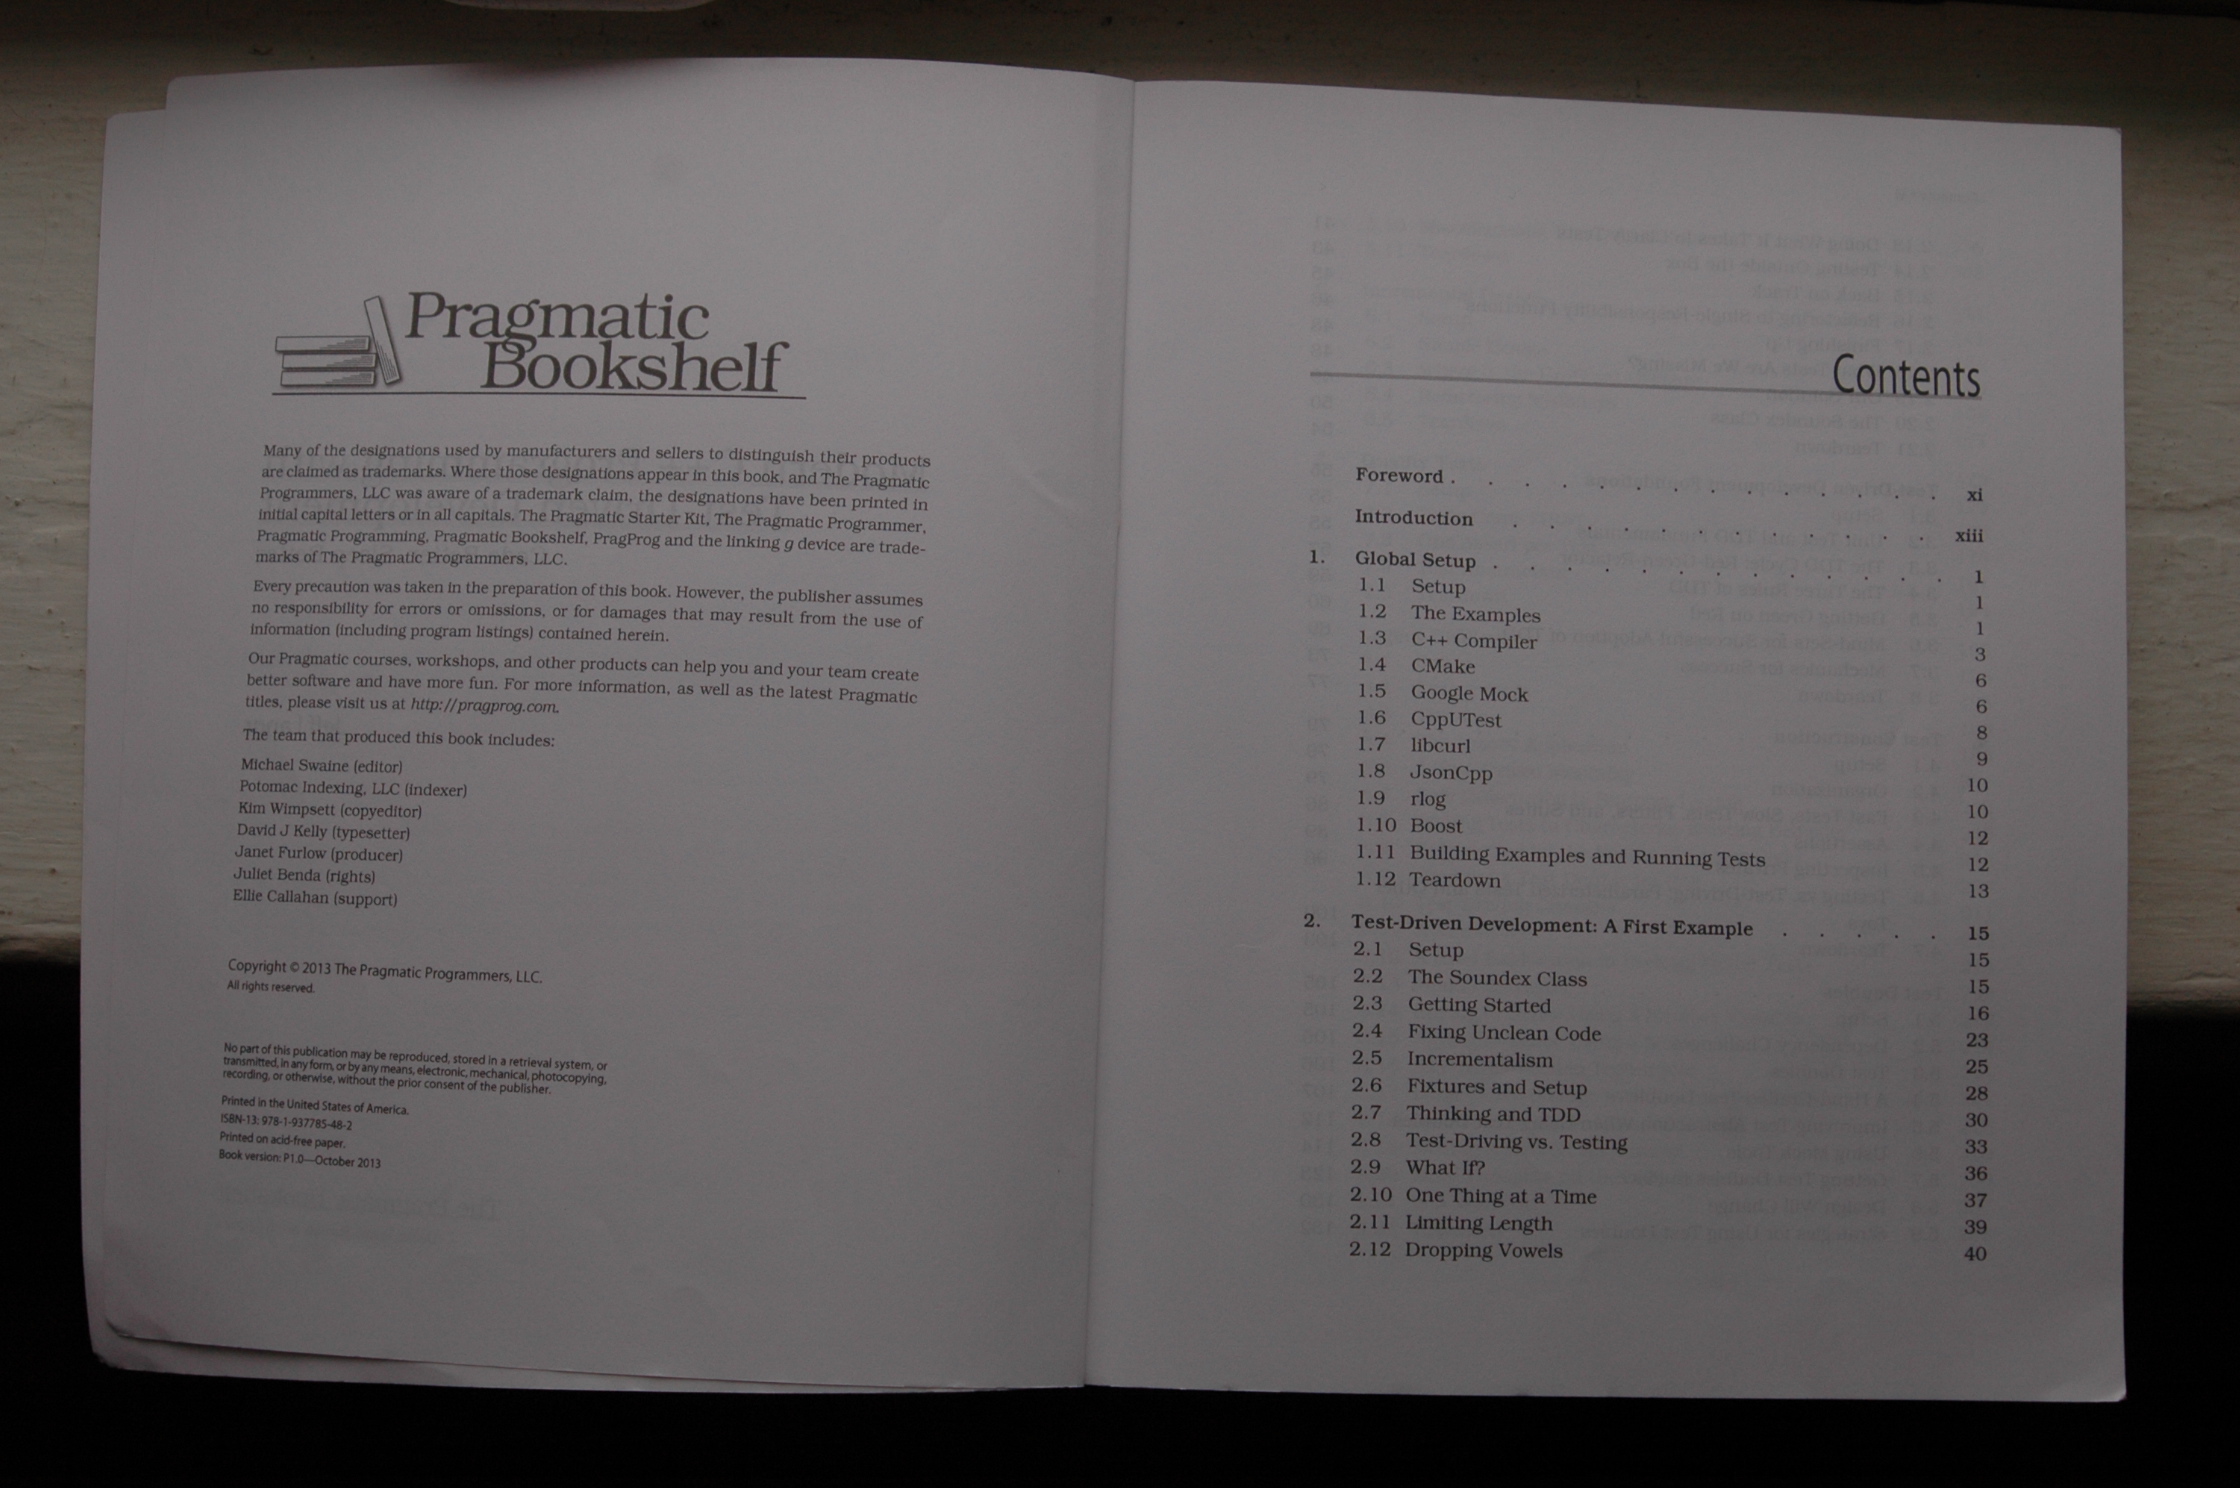 Pragmatic
Bookshelf
Many of the designations used by manufacturers and sellers to distinguish their products
are claimed as trademarks. Where those designations appear in this book, and The Pragmatic
Programmers, LLC was aware of a trademark claim, the designations have been printed in
initial capital letters or in all capitals. The Pragmatic Starter Kit, The Pragmatic Programmer,
Pragmatic Programming, Pragmatic Bookshelf, PragProg and the linking g device are trade-
marks of The Pragmatic Programmers, LLC.
Every precaution was taken in the preparation of this book. However, the publisher assumes
no responsibility for errors or omissions, or for damages that may result from the use of
information (including program listings) contained herein.
Our Pragmatic courses, workshops, and other products can help you and your team create
better software and have more fun. For more information, as well as the latest Pragmatic
titles, please visit us at http://pragprog.com.
The team that produced this book includes:
Michael Swaine (editor)
Potomac Indexing, LLC (indexer)
Kim Wimpsett (copyeditor)
David J Kelly (typesetter)
Janet Furlow (producer)
Juliet Benda (rights)
Ellie Callahan (support)
Copyright © 2013 The Pragmatic Programmers, LLC.
All rights reserved.
No part of this publication may be reproduced, stored in a retrieval system, or
transmitted, in any form, or by any means, electronic, mechanical, photocopying,
recording, or otherwise, without the prior consent of the publisher.
Printed in the United States of America.
ISBN-13: 978-1-937785-48-2
Printed on acid-free paper.
Book version: P1.0—October 2013
Contents
Foreword . . . . . . . . . . . . . . xi
Introduction . . . . . . . . . . . . xiii
1. Global Setup . . . . . . . . . . . . . 1
1.1 Setup 1
1.2 The Examples 1
1.3 C++ Compiler 3
1.4 CMake 6
1.5 Google Mock 6
1.6 CppUTest 8
1.7 libcurl 9
1.8 JsonCpp 10
1.9 rlog 10
1.10 Boost 12
1.11 Building Examples and Running Tests 12
1.12 Teardown 13
2. Test-Driven Development: A First Example . . . . . 15
2.1 Setup 15
2.2 The Soundex Class 15
2.3 Getting Started 16
2.4 Fixing Unclean Code 23
2.5 Incrementalism 25
2.6 Fixtures and Setup 28
2.7 Thinking and TDD 30
2.8 Test-Driving vs. Testing 33
2.9 What If? 36
2.10 One Thing at a Time 37
2.11 Limiting Length 39
2.12 Dropping Vowels 40